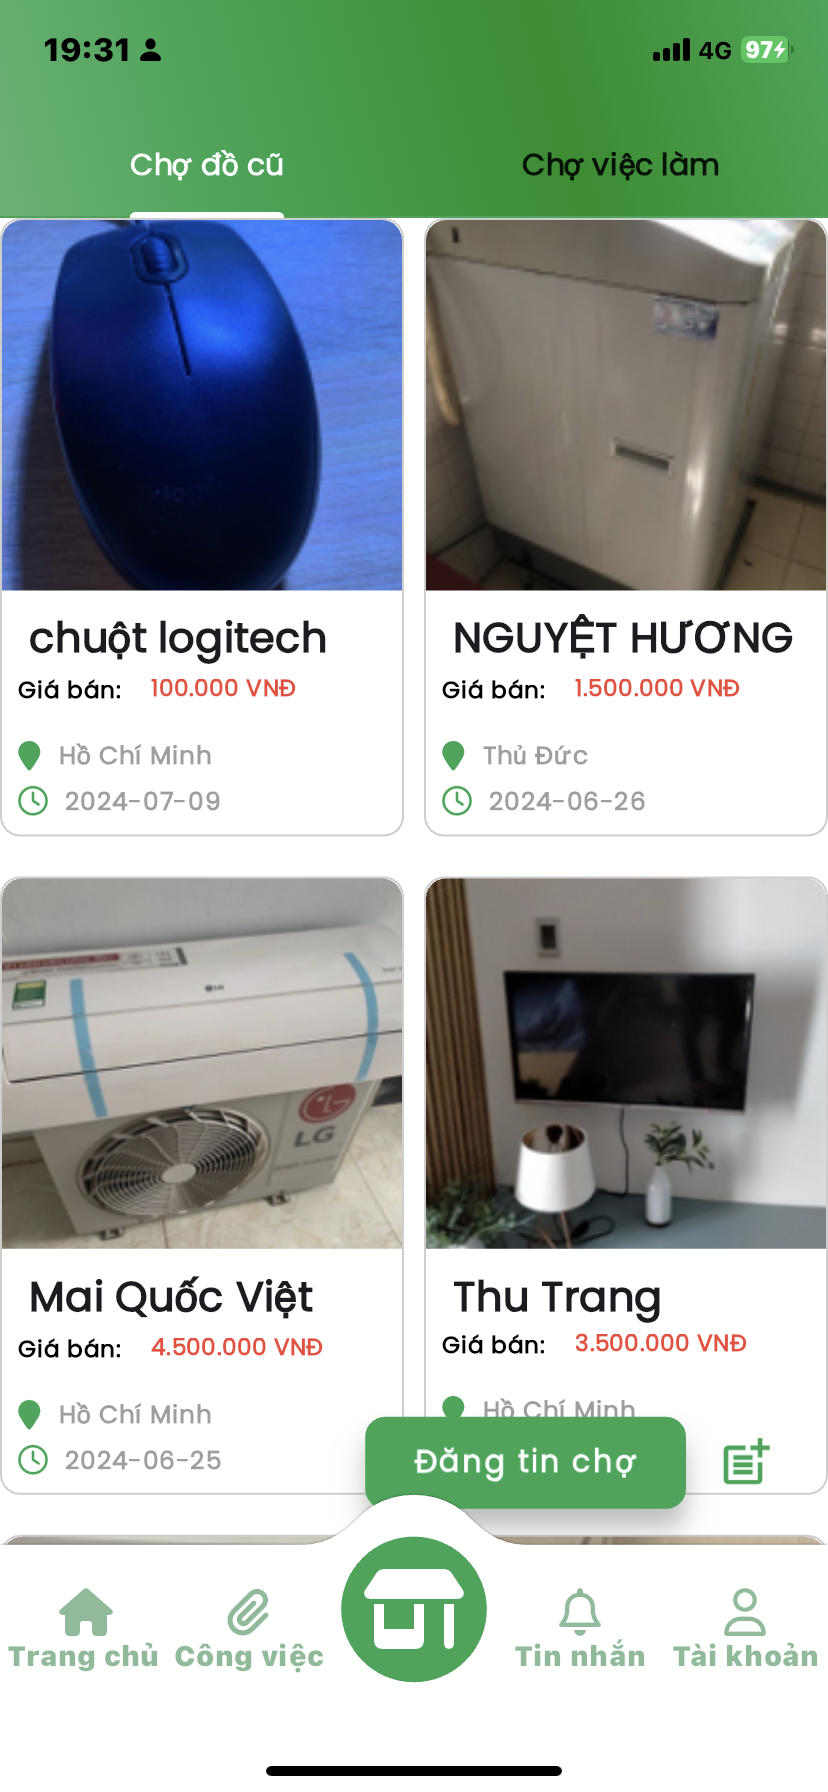 19:31
4G 97
Chợ đồ cũ
Chợ việc làm
chuột logitech
Giá bán: 100.000 VNĐ
Hồ Chí Minh
2024-07-09
NGUYỆT HƯƠNG
Giá bán: 1.500.000 VNĐ
Thủ Đức
2024-06-26
LG
LG
Mai Quốc Việt
Giá bán: 4.500.000 VNĐ
Hồ Chí Minh
2024-06-25
Thu Trang
Giá bán: 3.500.000 VNĐ
Hồ Chí Minh
Đăng tin chợ
Trang chủ
Công việc
Tin nhắn
Tài khoản